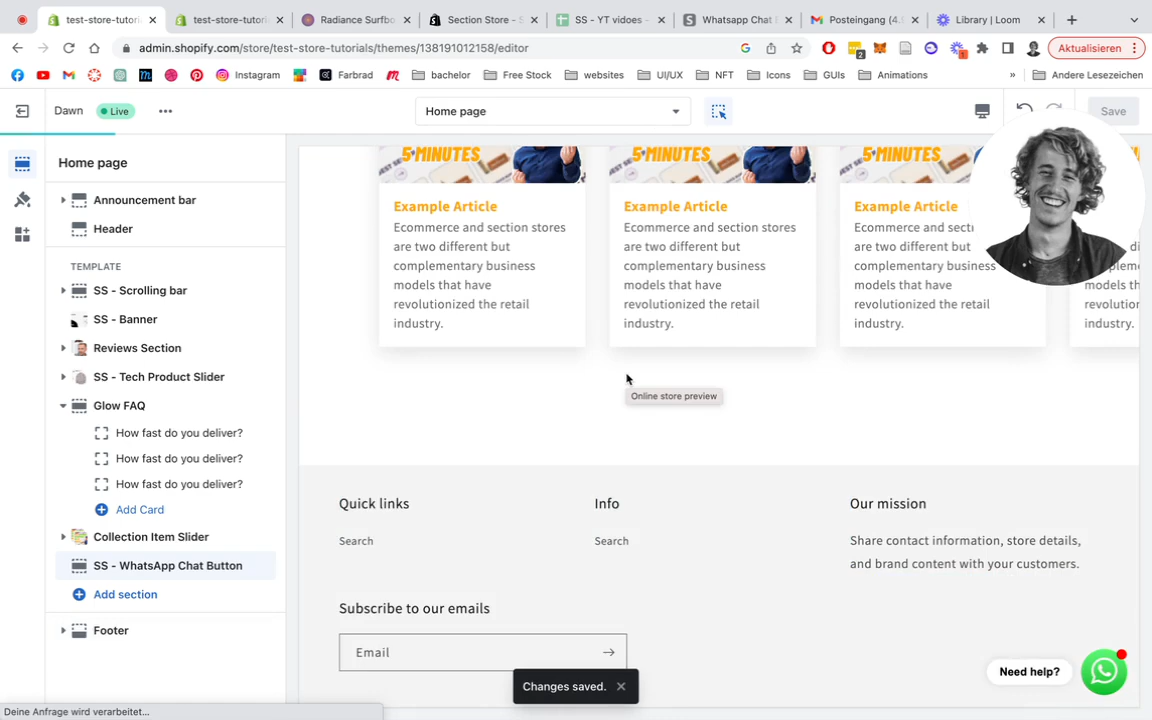 test-store-tutori
test-store-tutori
Radiance Surfbo
Section Store - S
SS - YT vidoes -
Whatsapp Chat
Posteingang (4.
Library | Loom
admin.shopify.com/store/test-store-tutorials/themes/138191012158/editor
Aktualisieren
Instagram
Farbrad
bachelor
Free Stock
websites
UI/UX
NFT
Icons
GUIs
Animations
»
Andere Lesezeichen
Dawn
Live
Home page
Save
Home page
Announcement bar
Header
TEMPLATE
SS - Scrolling bar
SS - Banner
Reviews Section
SS - Tech Product Slider
Glow FAQ
How fast do you deliver?
How fast do you deliver?
How fast do you deliver?
Add Card
Collection Item Slider
SS - WhatsApp Chat Button
Add section
Footer
5 MINUTES
5 MINUTES
5 MINUTES
Example Article
Ecommerce and section stores
are two different but
complementary business
models that have
revolutionized the retail
industry.
Example Article
Ecommerce and section stores
are two different but
complementary business
models that have
revolutionized the retail
industry.
Example Article
Ecommerce and secti
are two different but
complementary business
models that have
revolutionized the retail
industry.
industry.
Online store preview
Quick links
Search
Info
Search
Our mission
Share contact information, store details,
and brand content with your customers.
Subscribe to our emails
Email
Changes saved.
Need help?
Deine Anfrage wird verarbeitet...